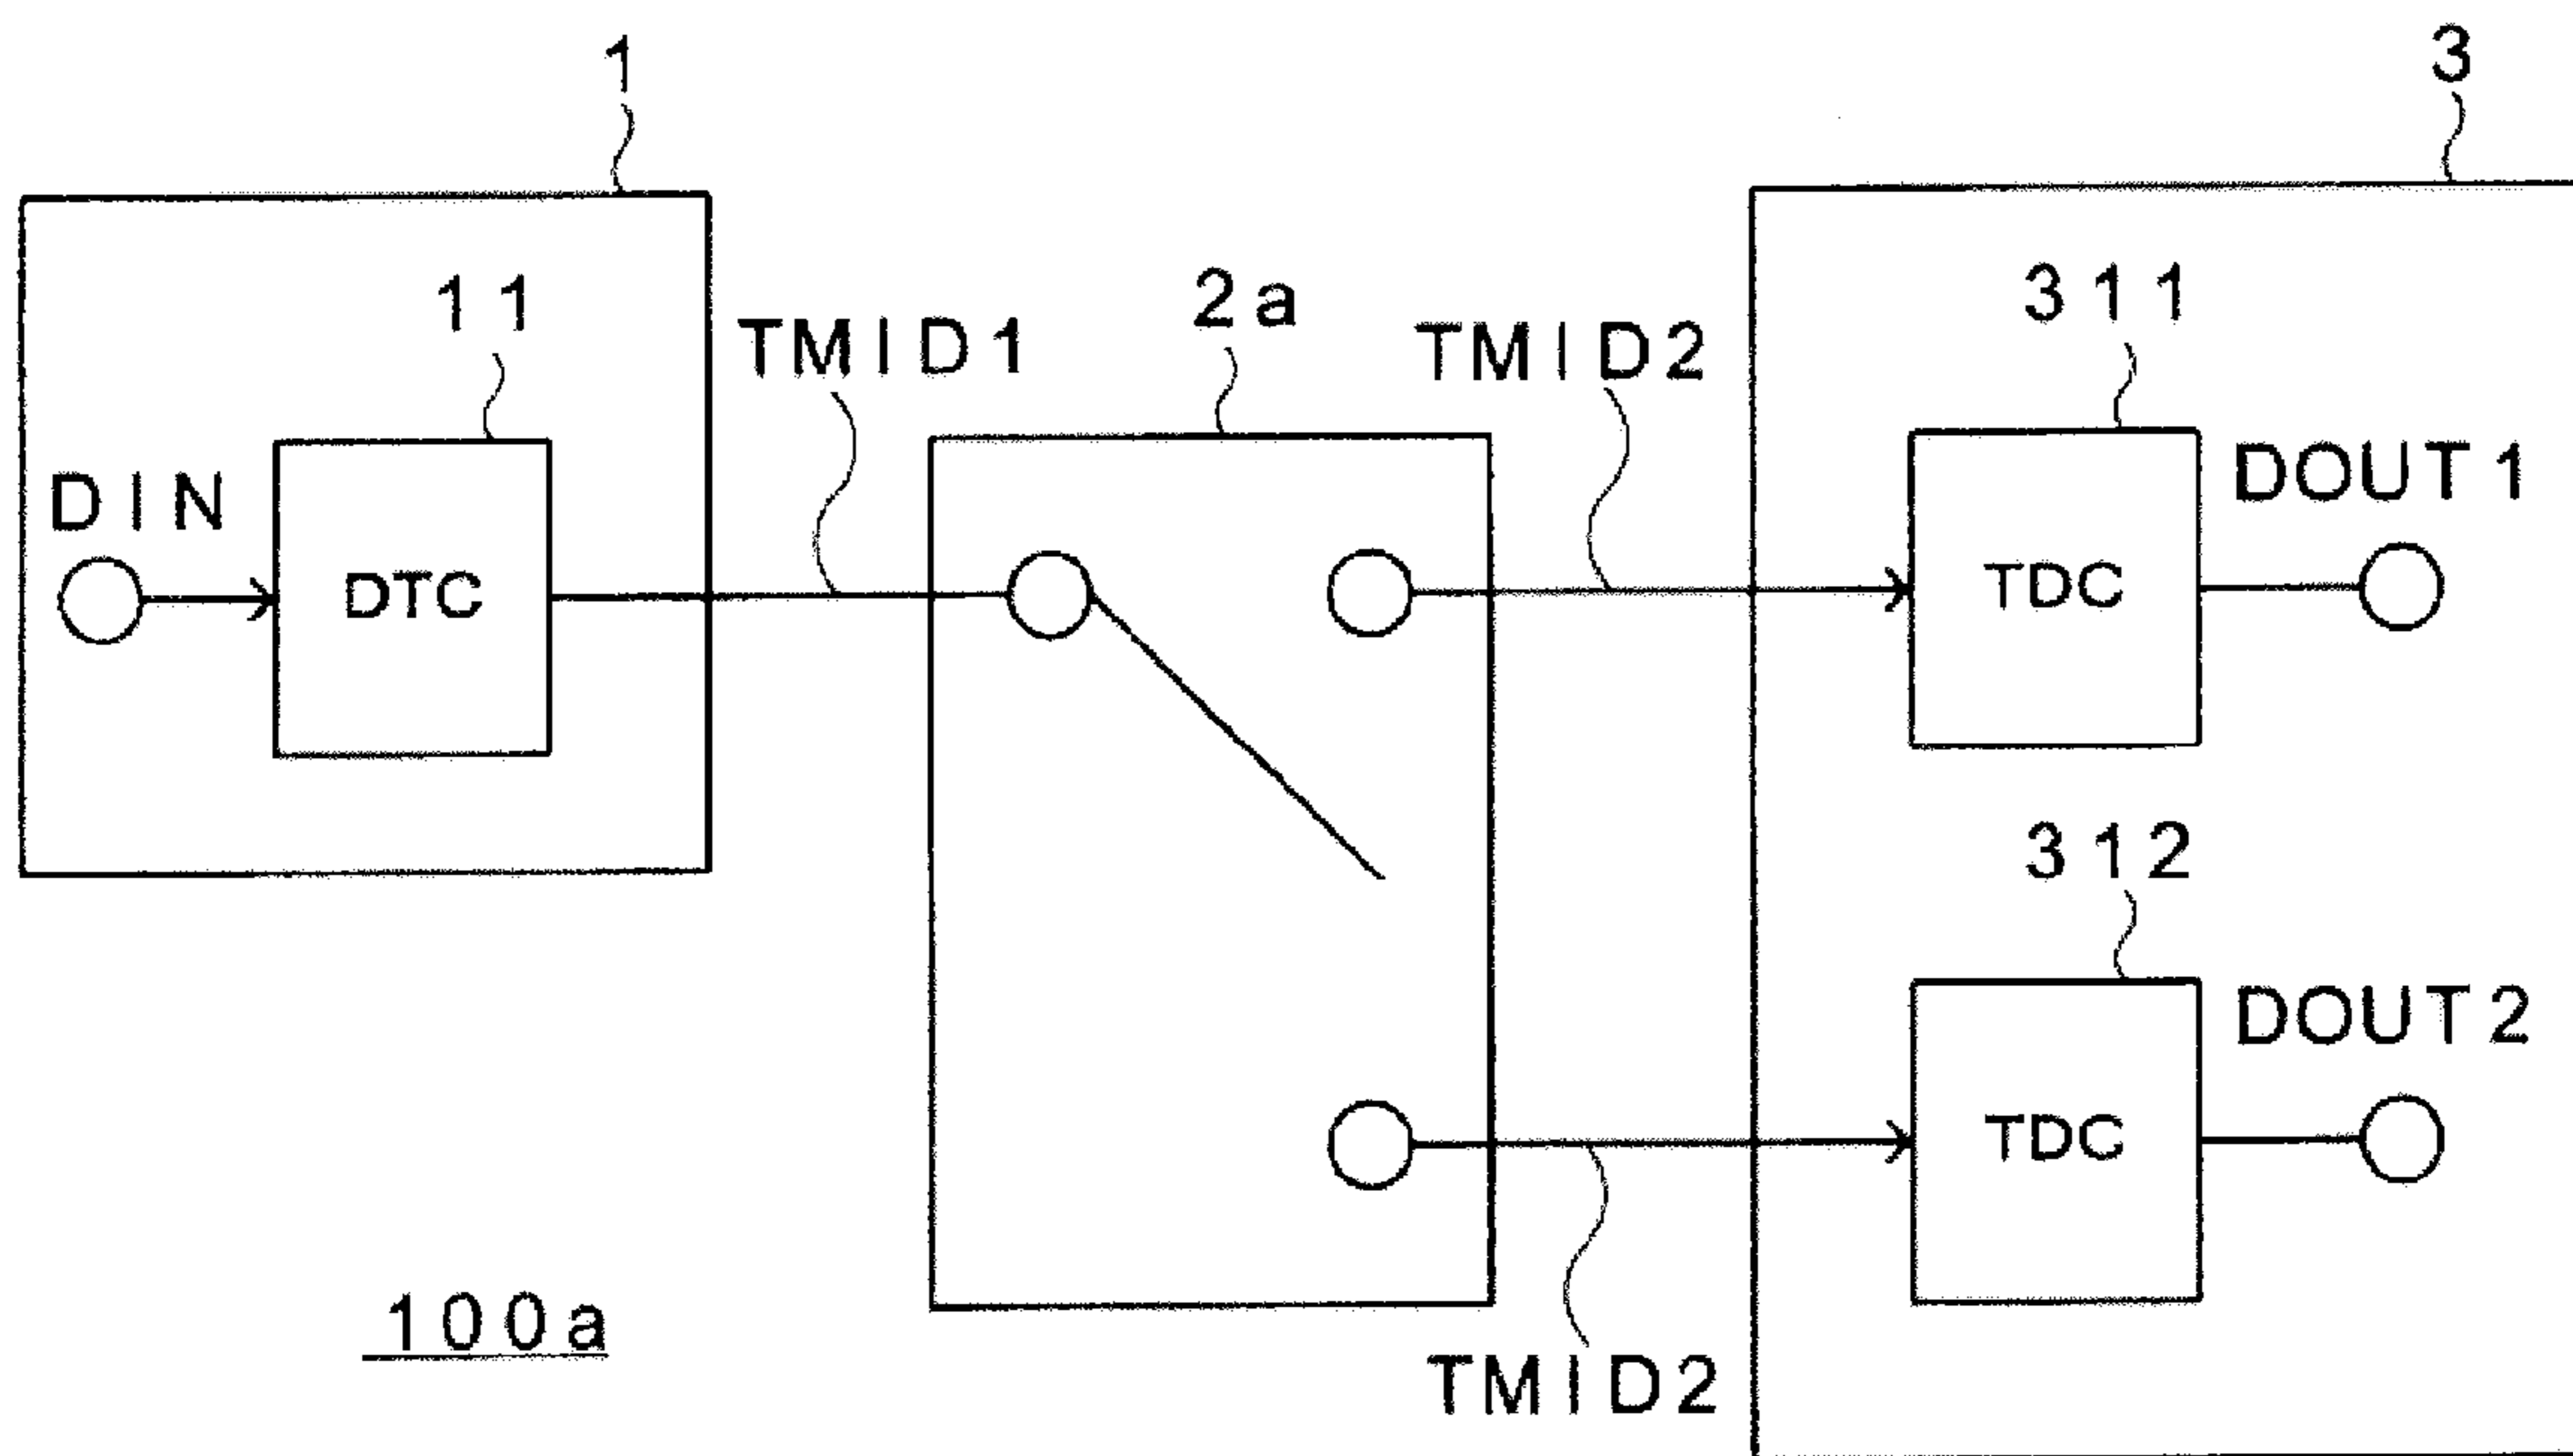 1
3
11
TMID1
2a
TMID2
311
DIN
DTC
DOUT1
TDC
312
DOUT2
TDC
100a
TMID2